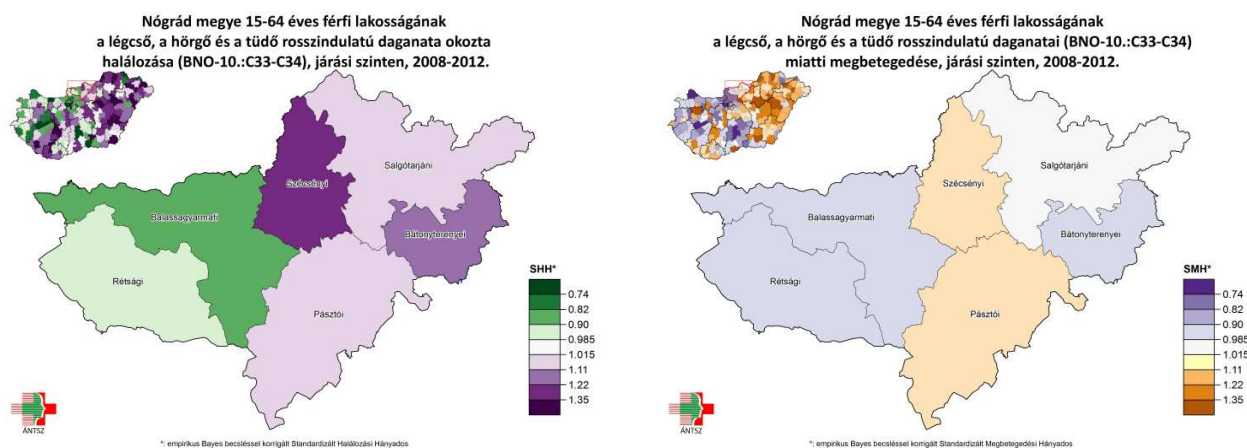 Nógrád megye 15-64 éves férfi lakosságának
a légcső, a hörgő és a tüdő rosszindulatú daganata okozta
halálozása (BNO-10.:C33-C34), járási szinten, 2008-2012.
Salgótarjáni
Szécsényi
Balassagyarmati
Bátonyterenyei
Rétsági
Pásztói
SHH*
0.74
0.82
0.90
0.985
1.015
1.11
1.22
1.35
ÁNTSZ
*: empirikus Bayes becsléssel korrigált Standardizált Halálozási Hányados
Nógrád megye 15-64 éves férfi lakosságának
a légcső, a hörgő és a tüdő rosszindulatú daganatai (BNO-10.:C33-C34)
miatti megbetegedése, járási szinten, 2008-2012.
Salgótarjáni
Szécsényi
Balassagyarmati
Bátonyterenyei
Rétsági
Pásztói
SMH*
0.74
0.82
0.90
0.985
1.015
1.11
1.22
1.35
ÁNTSZ
*: empirikus Bayes becsléssel korrigált Standardizált Megbetegedési Hányados